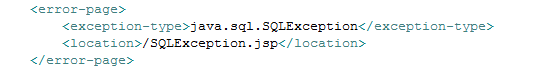 <error-page>
    <exception-type>java.sql.SQLException</exception-type>
    <location>/SQLException.jsp</location>
</error-page>